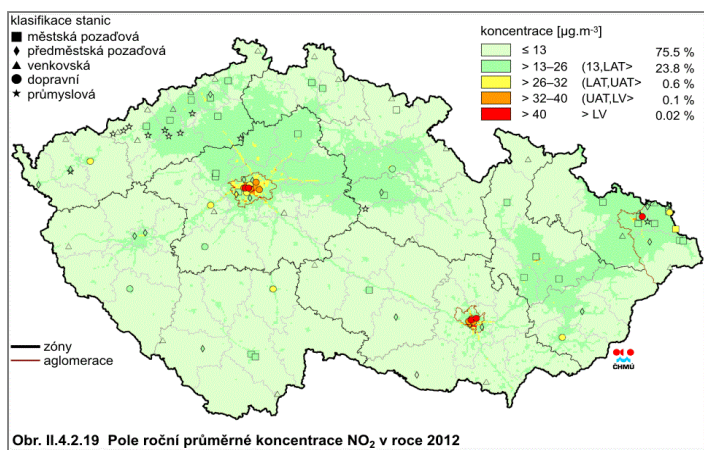 klasifikace stanic
městská pozaďová
předměstská pozaďová
venkovská
dopravní
průmyslová
koncentrace [µg.m-3]
≤ 13 75.5 %
> 13–26 (13,LAT> 23.8 %
> 26–32 (LAT,UAT> 0.6 %
> 32–40 (UAT,LV> 0.1 %
> 40 > LV 0.02 %
zóny
aglomerace
ČHMÚ
Obr. II.4.2.19 Pole roční průměrné koncentrace NO₂ v roce 2012